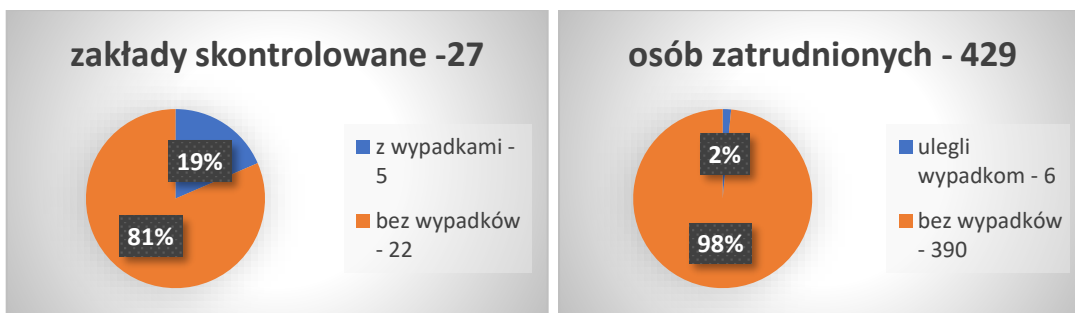 zakłady skontrolowane -27
19%
81%
z wypadkami -
5
bez wypadków
- 22
osób zatrudnionych - 429
2%
98%
ulegli
wypadkom - 6
bez wypadków
- 390